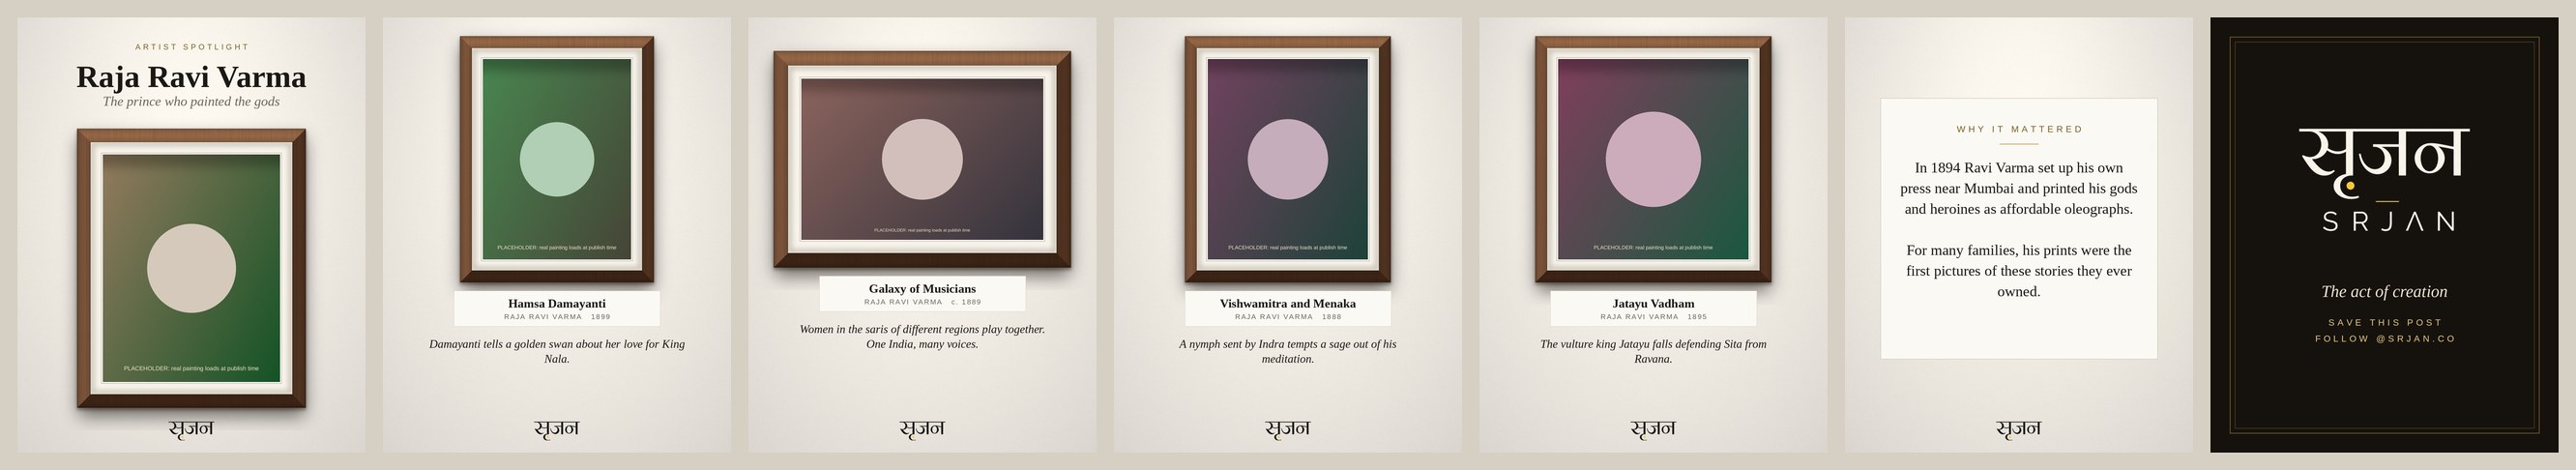 ARTIST SPOTLIGHT
Raja Ravi Varma
The prince who painted the gods
PLACEHOLDER: real painting loads at publish time
सृजन
PLACEHOLDER: real painting loads at publish time
Hamsa Damayanti
RAJA RAVI VARMA 1899
Damayanti tells a golden swan about her love for King
Nala.
सृजन
PLACEHOLDER: real painting loads at publish time
Galaxy of Musicians
RAJA RAVI VARMA c. 1889
Women in the saris of different regions play together.
One India, many voices.
सृजन
PLACEHOLDER: real painting loads at publish time
Vishwamitra and Menaka
RAJA RAVI VARMA 1888
A nymph sent by Indra tempts a sage out of his
meditation.
सृजन
PLACEHOLDER: real painting loads at publish time
Jatayu Vadham
RAJA RAVI VARMA 1895
The vulture king Jatayu falls defending Sita from
Ravana.
सृजन
WHY IT MATTERED
In 1894 Ravi Varma set up his own
press near Mumbai and printed his gods
and heroines as affordable oleographs.
For many families, his prints were the
first pictures of these stories they ever
owned.
सृजन
सृजन
SRJAN
The act of creation
SAVE THIS POST
FOLLOW @SRJAN.CO